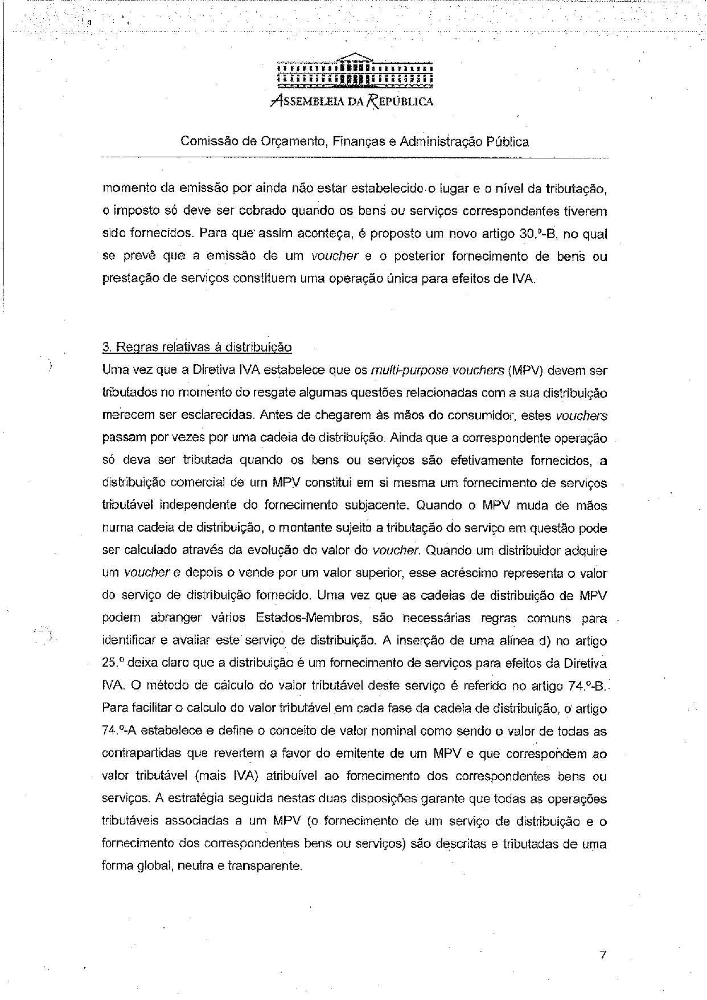 ASSEMBLEIA DA REPÚBLICA
Comissão de Orçamento, Finanças e Administração Pública
momento da emissão por ainda não estar estabelecido o lugar e o nível da tributação,
o imposto só deve ser cobrado quando os bens ou serviços correspondentes tiverem
sido fornecidos. Para que assim aconteça, é proposto um novo artigo 30.º-B, no qual
se prevê que a emissão de um voucher e o posterior fornecimento de bens ou
prestação de serviços constituem uma operação única para efeitos de IVA.
3. Regras relativas à distribuição
Uma vez que a Diretiva IVA estabelece que os multi-purpose vouchers (MPV) devem ser
tributados no momento do resgate algumas questões relacionadas com a sua distribuição
merecem ser esclarecidas. Antes de chegarem às mãos do consumidor, estes vouchers
passam por vezes por uma cadeia de distribuição. Ainda que a correspondente operação
só deva ser tributada quando os bens ou serviços são efetivamente fornecidos, a
distribuição comercial de um MPV constitui em si mesma um fornecimento de serviços
tributável independente do fornecimento subjacente. Quando o MPV muda de mãos
numa cadeia de distribuição, o montante sujeito a tributação do serviço em questão pode
ser calculado através da evolução do valor do voucher. Quando um distribuidor adquire
um voucher e depois o vende por um valor superior, esse acréscimo representa o valor
do serviço de distribuição fornecido. Uma vez que as cadeias de distribuição de MPV
podem abranger vários Estados-Membros, são necessárias regras comuns para
identificar e avaliar este serviço de distribuição. A inserção de uma alínea d) no artigo
25.º deixa claro que a distribuição é um fornecimento de serviços para efeitos da Diretiva
IVA. O método de cálculo do valor tributável deste serviço é referido no artigo 74.º-B.
Para facilitar o calculo do valor tributável em cada fase da cadeia de distribuição, o artigo
74.º-A estabelece e define o conceito de valor nominal como sendo o valor de todas as
contrapartidas que revertem a favor do emitente de um MPV e que correspondem ao
valor tributável (mais IVA) atribuível ao fornecimento dos correspondentes bens ou
serviços. A estratégia seguida nestas duas disposições garante que todas as operações
tributáveis associadas a um MPV (o fornecimento de um serviço de distribuição e o
fornecimento dos correspondentes bens ou serviços) são descritas e tributadas de uma
forma global, neutra e transparente.
7